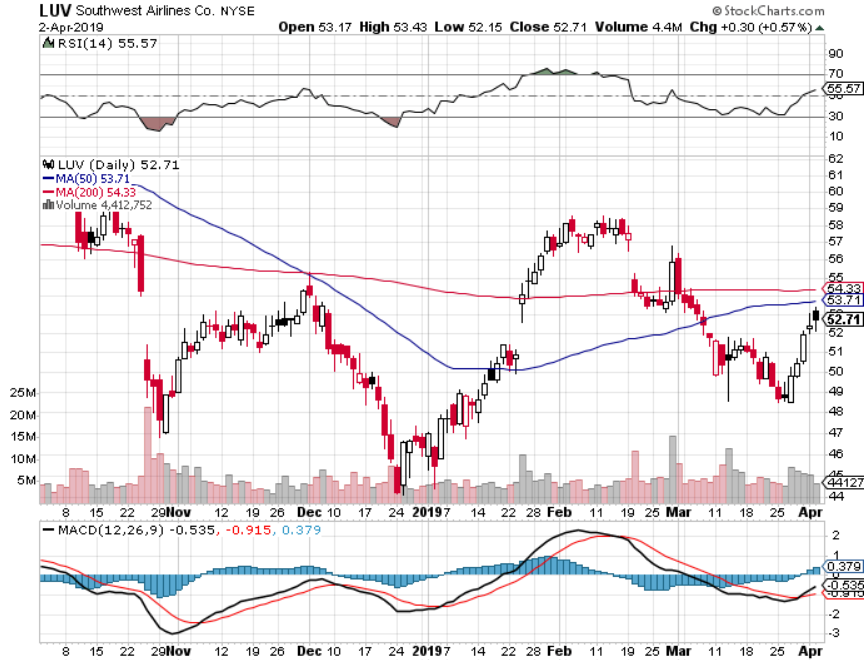 LUV Southwest Airlines Co. NYSE © StockCharts.com
2-Apr-2019 Open 53.17 High 53.43 Low 52.15 Close 52.71 Volume 4.4M Chg +0.30 (+0.57%)
RSI(14) 55.57
90
70
55.57
30
10
LUV (Daily) 52.71
MA(50) 53.71
MA(200) 54.33
Volume 4,412,752
62
61
60
59
58
57
56
55
54.33
53.71
52.71
52
51
50
49
48
47
46
45
44127
25M
20M
15M
10M
5M
8 15 22 29 Nov 12 19 26 Dec 10 17 24 2019 7 14 22 28 Feb 11 19 25 Mar 11 18 25 Apr
MACD(12,26,9) -0.535, -0.915, 0.379
2
1
0.379
-0.535
-0.915
-2
-3
8 15 22 29 Nov 12 19 26 Dec 10 17 24 2019 7 14 22 28 Feb 11 19 25 Mar 11 18 25 Apr